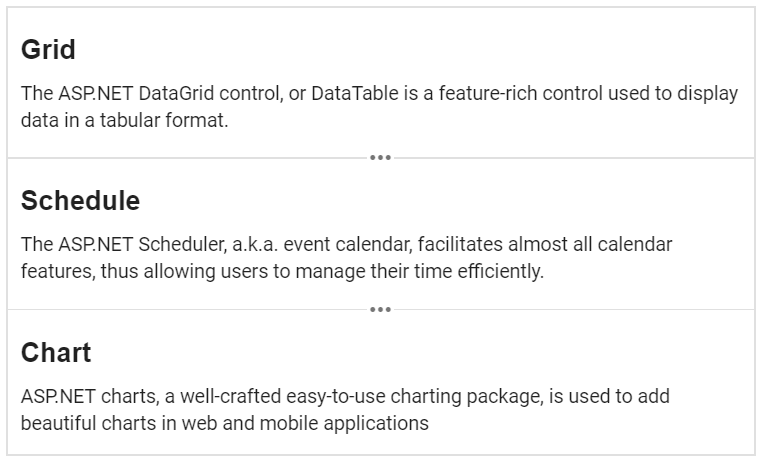 Grid
The ASP.NET DataGrid control, or DataTable is a feature-rich control used to display
data in a tabular format.
Schedule
The ASP.NET Scheduler, a.k.a. event calendar, facilitates almost all calendar
features, thus allowing users to manage their time efficiently.
Chart
ASP.NET charts, a well-crafted easy-to-use charting package, is used to add
beautiful charts in web and mobile applications